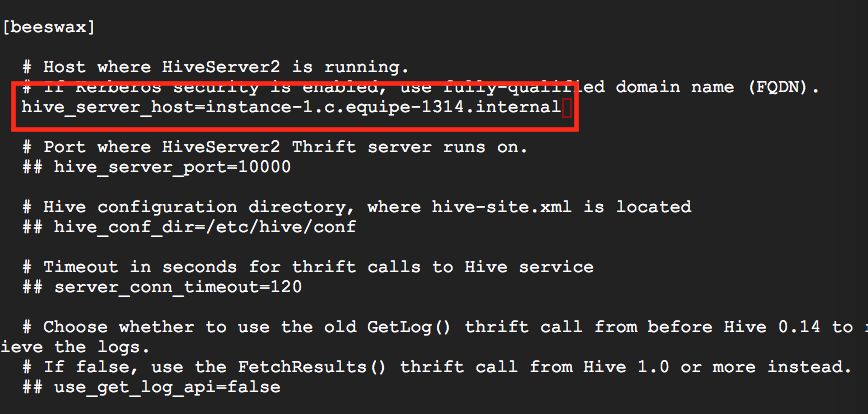 [beeswax]
# Host where HiveServer2 is running.
# If Kerberos security is enabled, use fully-qualified domain name (FQDN).
hive_server_host=instance-1.c.equipe-1314.internal
# Port where HiveServer2 Thrift server runs on.
## hive_server_port=10000
# Hive configuration directory, where hive-site.xml is located
## hive_conf_dir=/etc/hive/conf
# Timeout in seconds for thrift calls to Hive service
## server_conn_timeout=120
# Choose whether to use the old GetLog() thrift call from before Hive 0.14 to
ieve the logs.
# If false, use the FetchResults() thrift call from Hive 1.0 or more instead.
## use_get_log_api=false